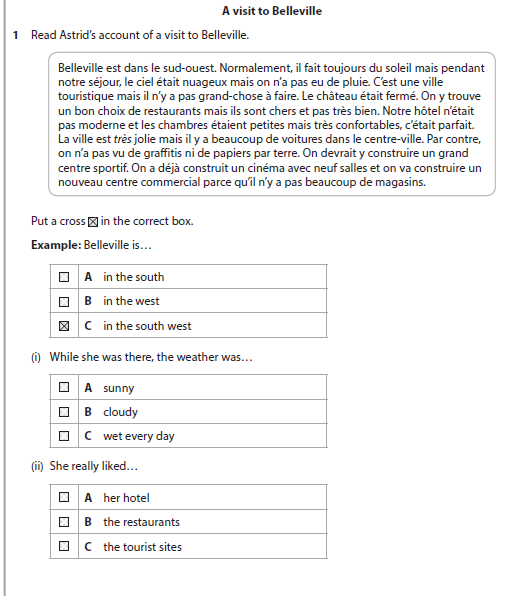 A visit to Belleville
1 Read Astrid's account of a visit to Belleville.
Belleville est dans le sud-ouest. Normalement, il fait toujours du soleil mais pendant
notre séjour, le ciel était nuageux mais on n'a pas eu de pluie. C'est une ville
touristique mais il n'y a pas grand-chose à faire. Le château était fermé. On y trouve
un bon choix de restaurants mais ils sont chers et pas très bien. Notre hôtel n'était
pas moderne et les chambres étaient petites mais très confortables, c'était parfait.
La ville est très jolie mais il y a beaucoup de voitures dans le centre-ville. Par contre,
on n'a pas vu de graffitis ni de papiers par terre. On devrait y construire un grand
centre sportif. On a déjà construit un cinéma avec neuf salles et on va construire un
nouveau centre commercial parce qu'il n'y a pas beaucoup de magasins.
Put a cross ☒ in the correct box.
Example: Belleville is…
☐ A in the south
☐ B in the west
☒ C in the south west
(i) While she was there, the weather was…
☐ A sunny
☐ B cloudy
☐ C wet every day
(ii) She really liked…
☐ A her hotel
☐ B the restaurants
☐ C the tourist sites